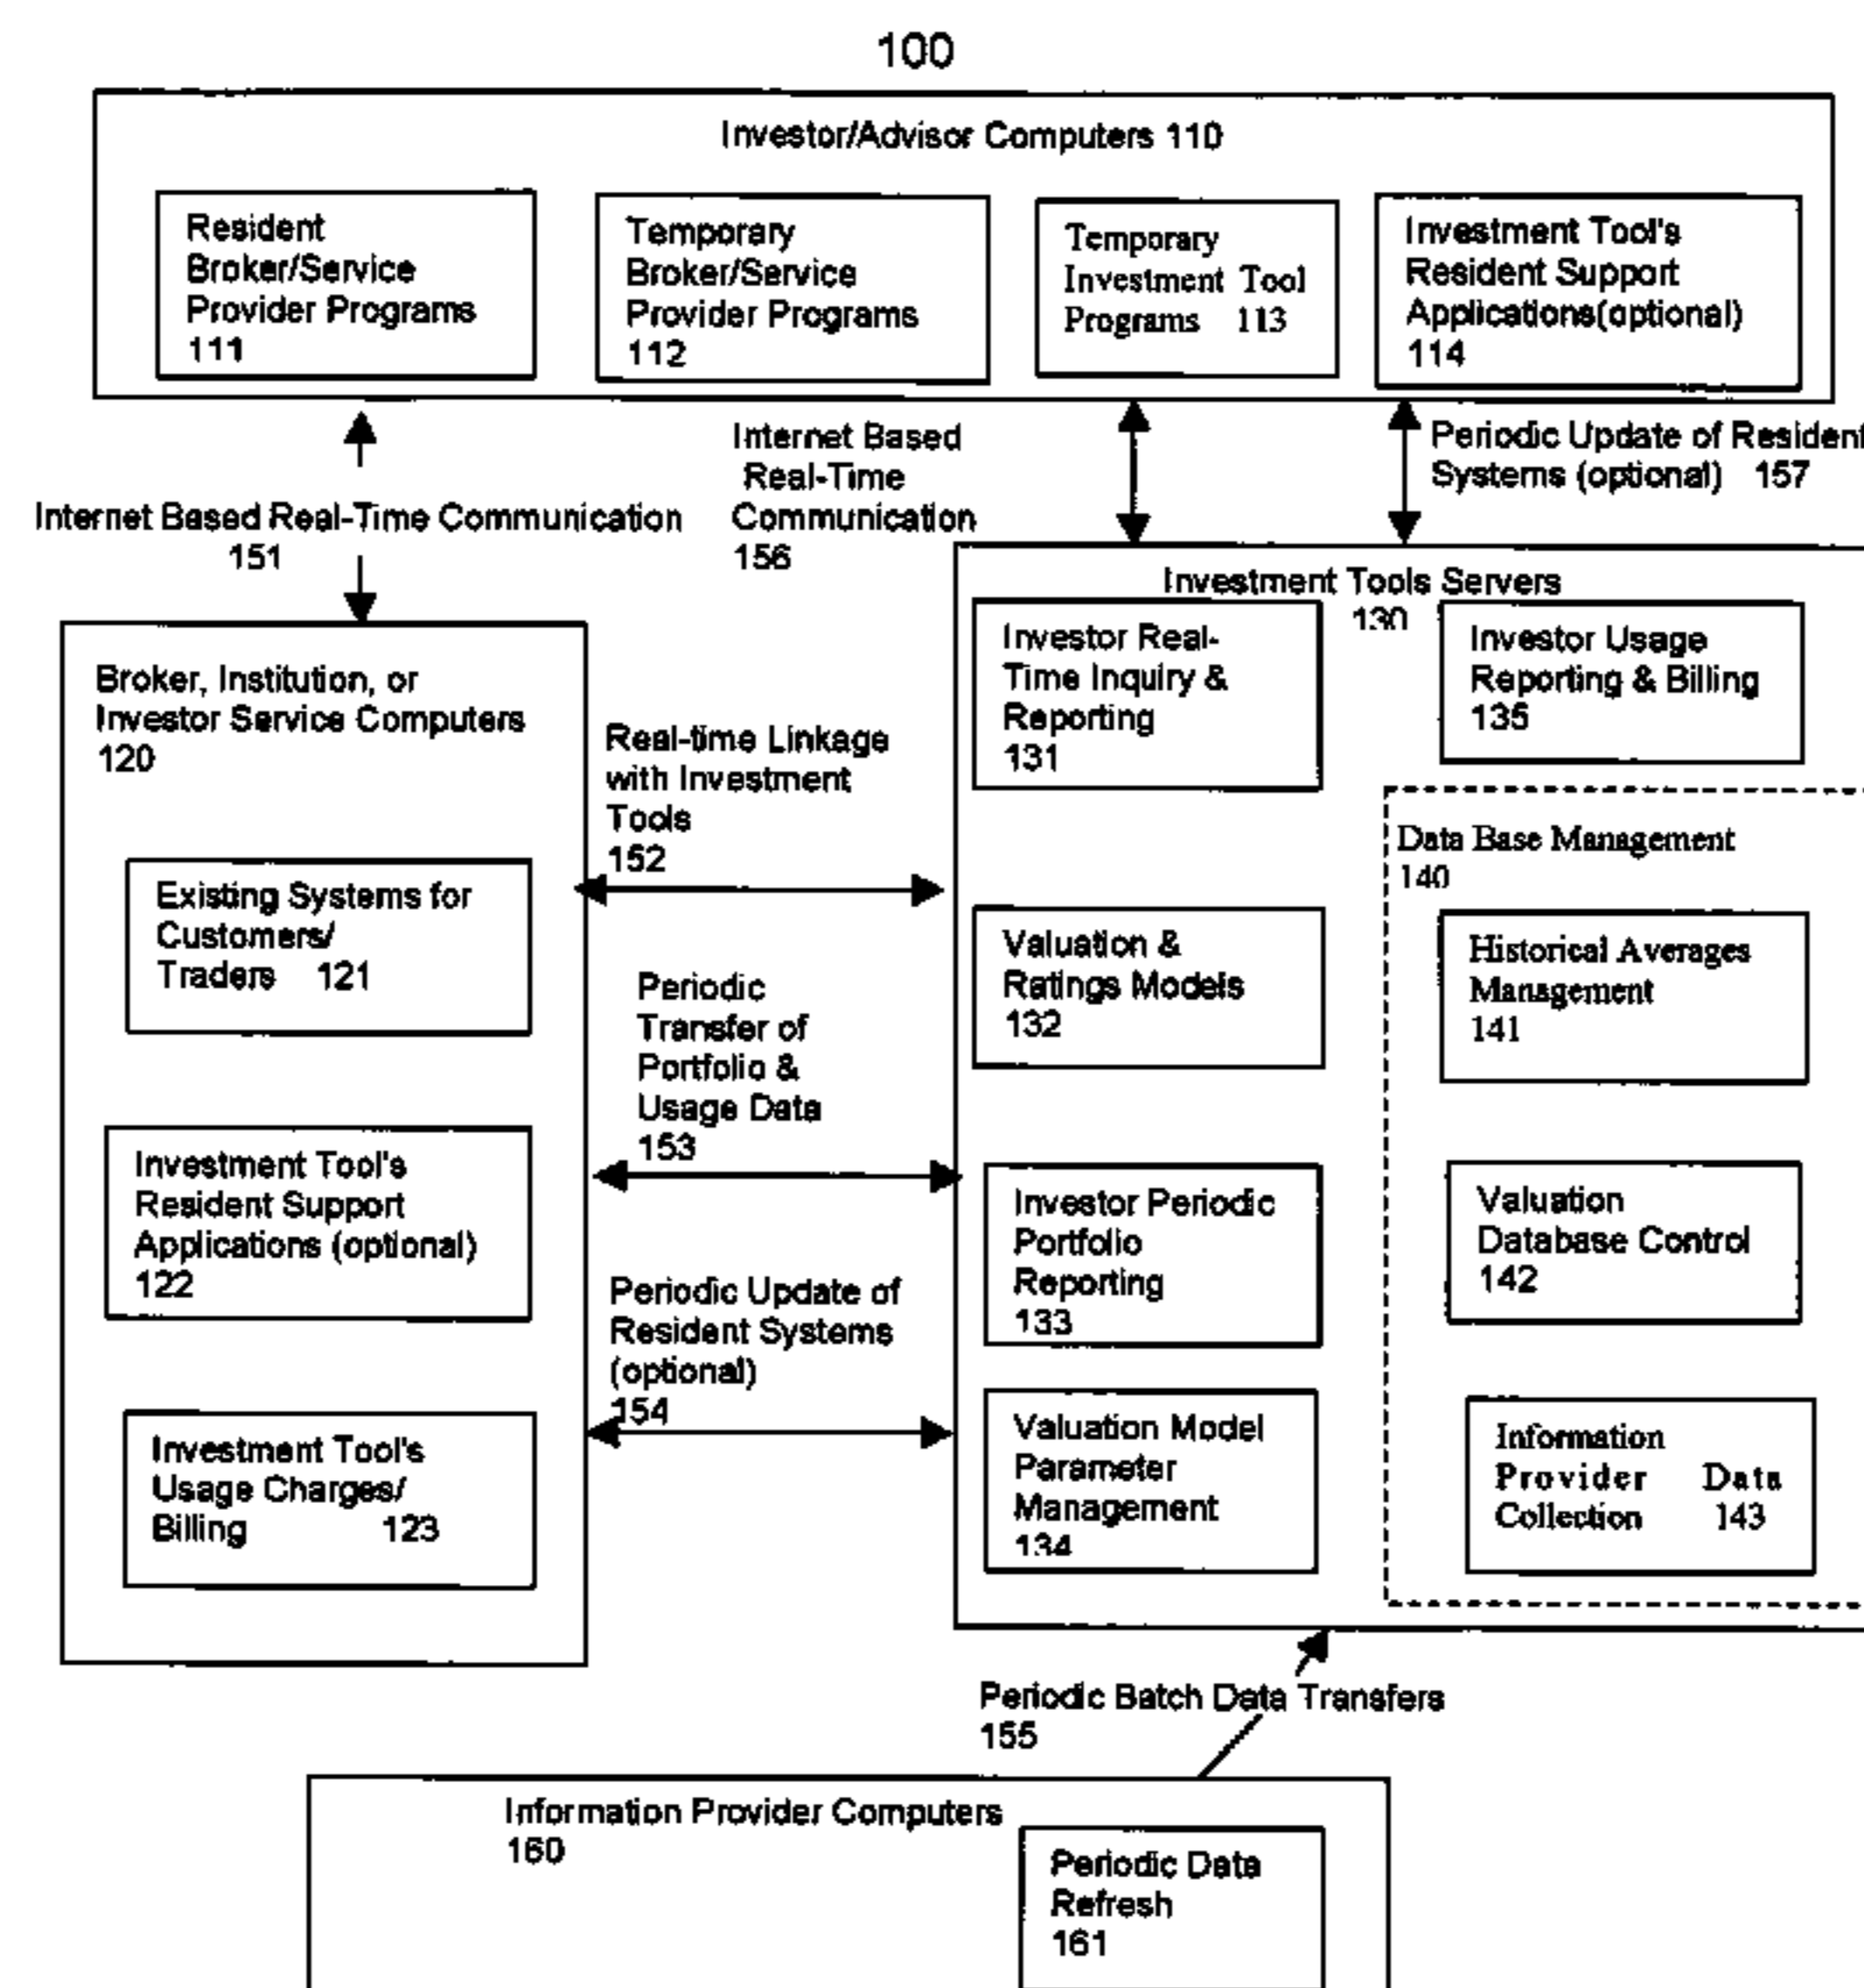 100
Investor/Advisor Computers 110
Resident
Broker/Service
Provider Programs
111
Temporary
Broker/Service
Provider Programs
112
Temporary
Investment Tool
Programs 113
Investment Tool's
Resident Support
Applications(optional)
114
Internet Based Real-Time Communication
151
Internet Based
Real-Time
Communication
156
Periodic Update of Resident
Systems (optional) 157
Broker, Institution, or
Investor Service Computers
120
Existing Systems for
Customers/
Traders 121
Investment Tool's
Resident Support
Applications (optional)
122
Investment Tool's
Usage Charges/
Billing 123
Real-time Linkage
with Investment
Tools
152
Periodic
Transfer of
Portfolio &
Usage Data
153
Periodic Update of
Resident Systems
(optional)
154
Investment Tools Servers
130
Investor Real-
Time Inquiry &
Reporting
131
Valuation &
Ratings Models
132
Investor Periodic
Portfolio
Reporting
133
Valuation Model
Parameter
Management
134
Investor Usage
Reporting & Billing
135
Data Base Management
140
Historical Averages
Management
141
Valuation
Database Control
142
Information
Provider Data
Collection 143
Periodic Batch Data Transfers
155
Information Provider Computers
160
Periodic Data
Refresh
161